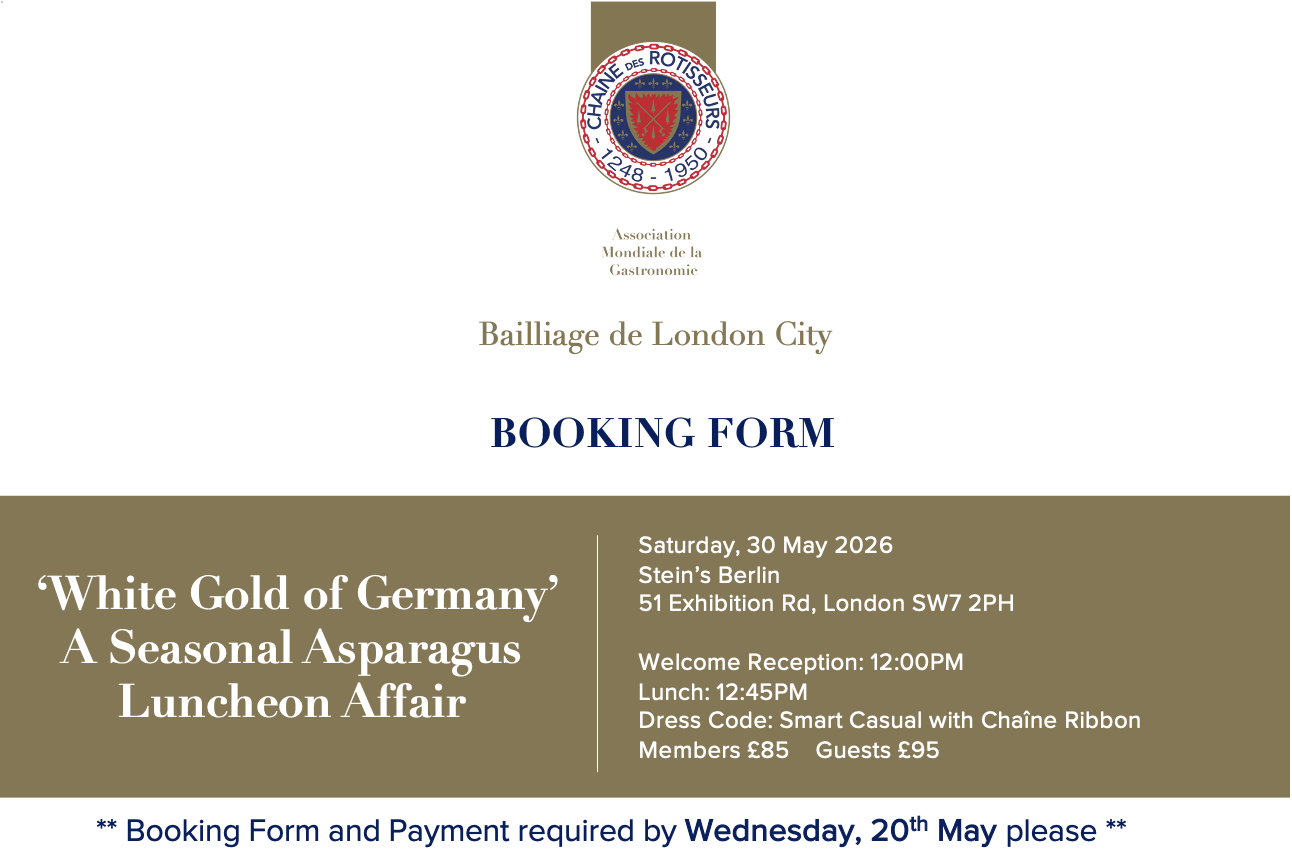 CHAINE DES ROTISSEURS
- 1248 - 1950 -
Association
Mondiale de la
Gastronomie
Bailliage de London City
BOOKING FORM
‘White Gold of Germany’
A Seasonal Asparagus
Luncheon Affair
Saturday, 30 May 2026
Stein’s Berlin
51 Exhibition Rd, London SW7 2PH
Welcome Reception: 12:00PM
Lunch: 12:45PM
Dress Code: Smart Casual with Chaîne Ribbon
Members £85 Guests £95
** Booking Form and Payment required by Wednesday, 20th May please **